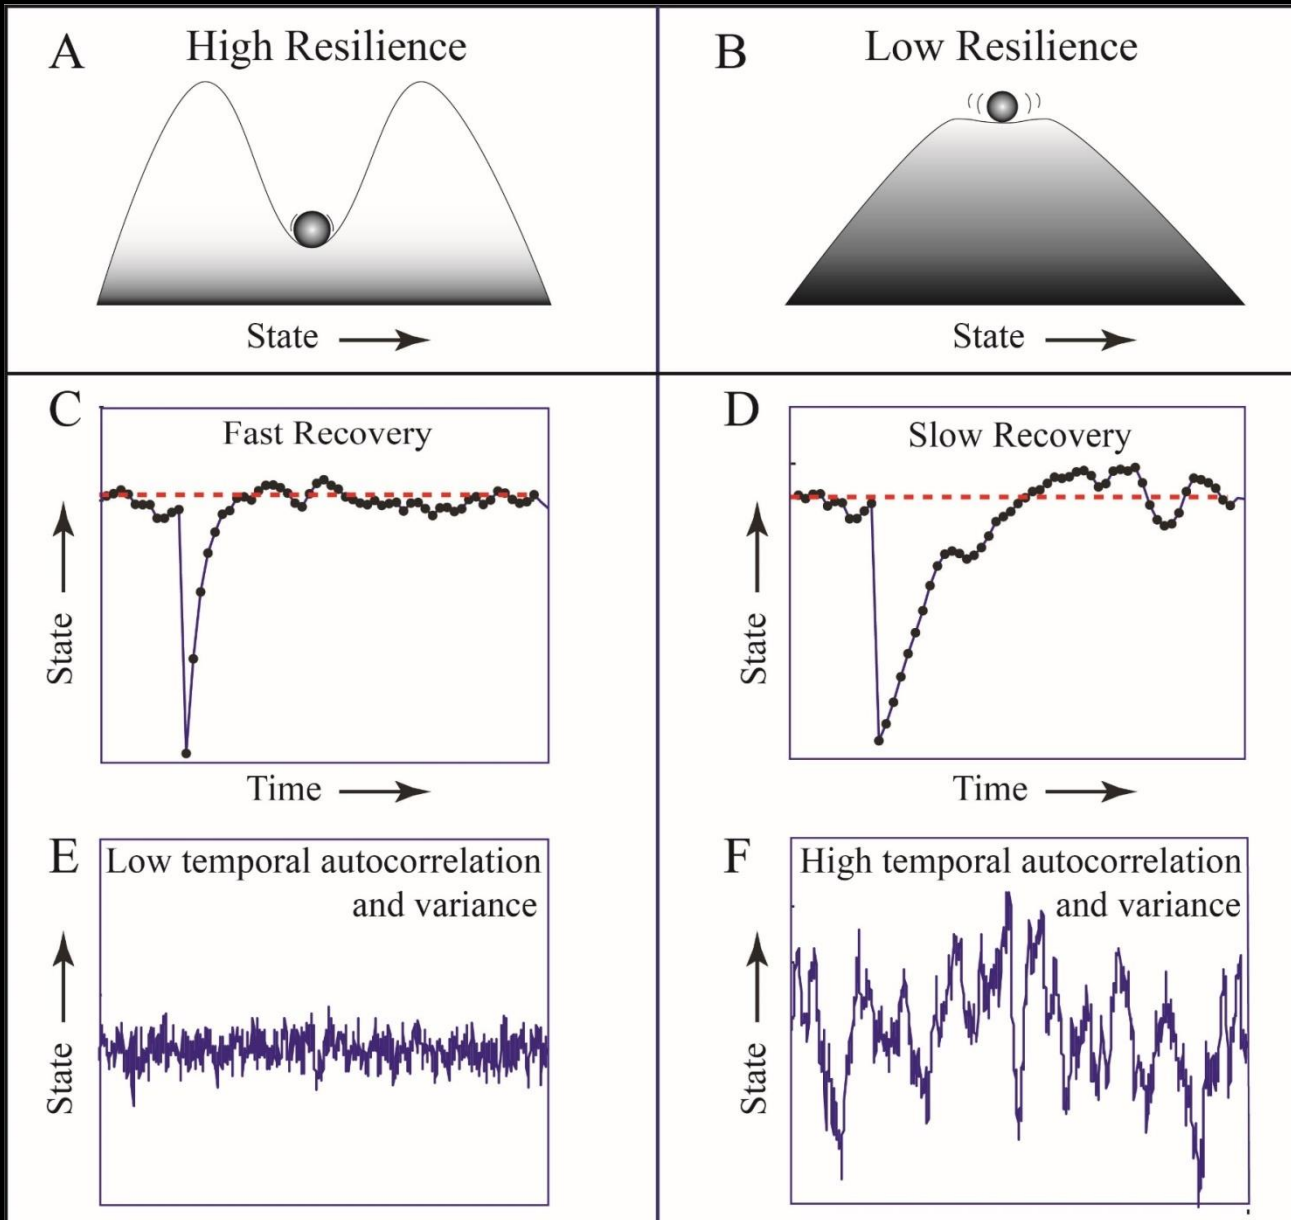 A
High Resilience
State
B
Low Resilience
State
C
Fast Recovery
State
Time
D
Slow Recovery
State
Time
E
Low temporal autocorrelation
and variance
State
F
High temporal autocorrelation
and variance
State